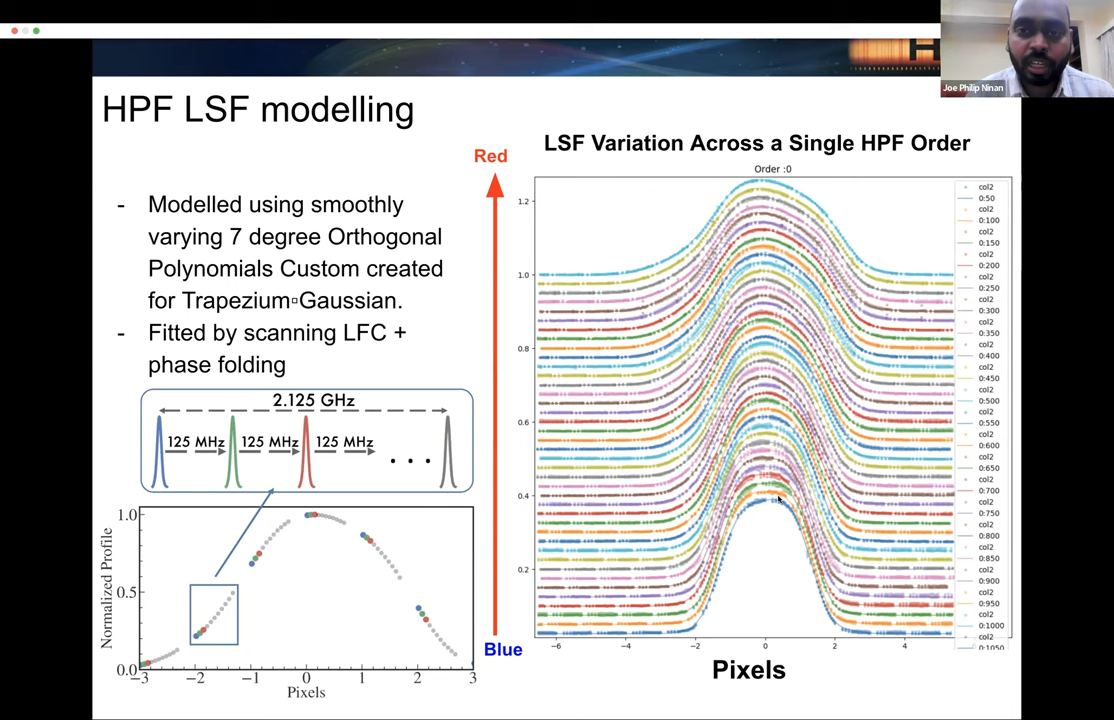 H
Joe Philip Ninan
HPF LSF modelling
- Modelled using smoothly
varying 7 degree Orthogonal
Polynomials Custom created
for Trapezium▫Gaussian.
- Fitted by scanning LFC +
phase folding
2.125 GHz
125 MHz 125 MHz 125 MHz
. . .
Normalized Profile
1.0
0.5
0.0
−3 −2 −1 0 1 2 3
Pixels
Red
Blue
LSF Variation Across a Single HPF Order
Order :0
1.2
1.0
0.8
0.6
0.4
0.2
−6 −4 −2 0 2 4
Pixels
col2
0:50
col2
0:100
col2
0:150
col2
0:200
col2
0:250
col2
0:300
col2
0:350
col2
0:400
col2
0:450
col2
0:500
col2
0:550
col2
0:600
col2
0:650
col2
0:700
col2
0:750
col2
0:800
col2
0:850
col2
0:900
col2
0:950
col2
0:1000
col2
0:1050